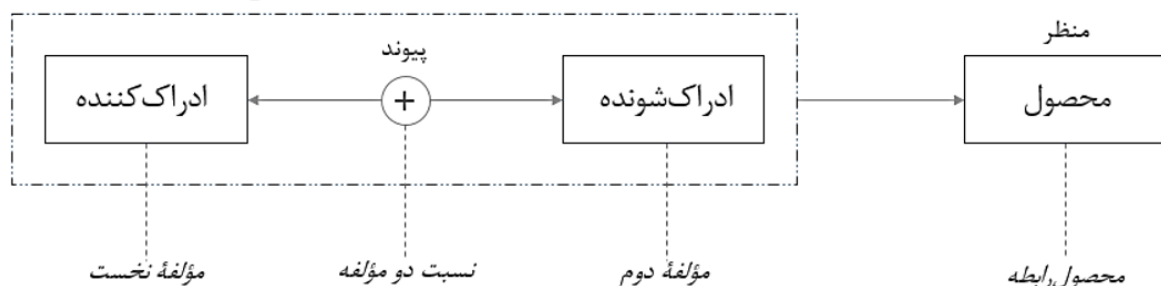 منظر
پیوند
محصول
ادراک‌شونده
+
ادراک‌کننده
محصول رابطه
مؤلفهٔ دوم
نسبت دو مؤلفه
مؤلفهٔ نخست